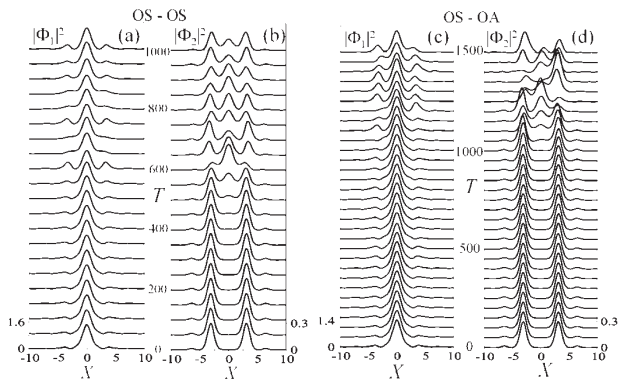 OS - OS
OS - OA
|Φ₁|² (a)
|Φ₂|² (b)
|Φ₁|² (c)
|Φ₂|² (d)
1000
800
600
T
400
200
0
1500
1000
T
500
0
1.6
0
0.3
0
1.4
0
0.3
0
-10 -5 0 5 10
-10 -5 0 5 10
-10 -5 0 5 10
-10 -5 0 5 10
X
X
X
X